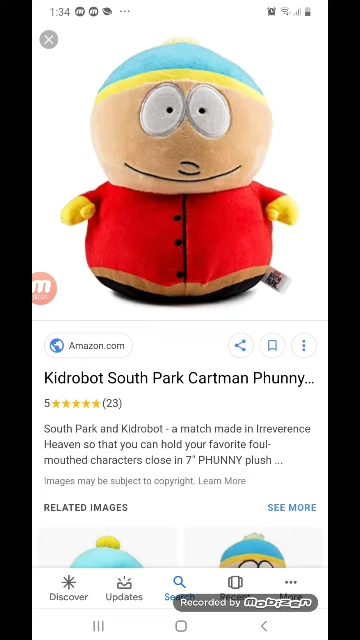 1:34
Amazon.com
Kidrobot South Park Cartman Phunny...
5★★★★★(23)
South Park and Kidrobot - a match made in Irreverence
Heaven so that you can hold your favorite foul-
mouthed characters close in 7" PHUNNY plush ...
Images may be subject to copyright. Learn More
RELATED IMAGES
SEE MORE
Discover
Updates
Search
Recent
More
Recorded by Mobizen